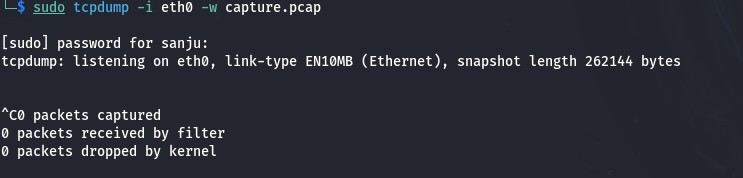 └─$ sudo tcpdump -i eth0 -w capture.pcap
[sudo] password for sanju:
tcpdump: listening on eth0, link-type EN10MB (Ethernet), snapshot length 262144 bytes
^C0 packets captured
0 packets received by filter
0 packets dropped by kernel